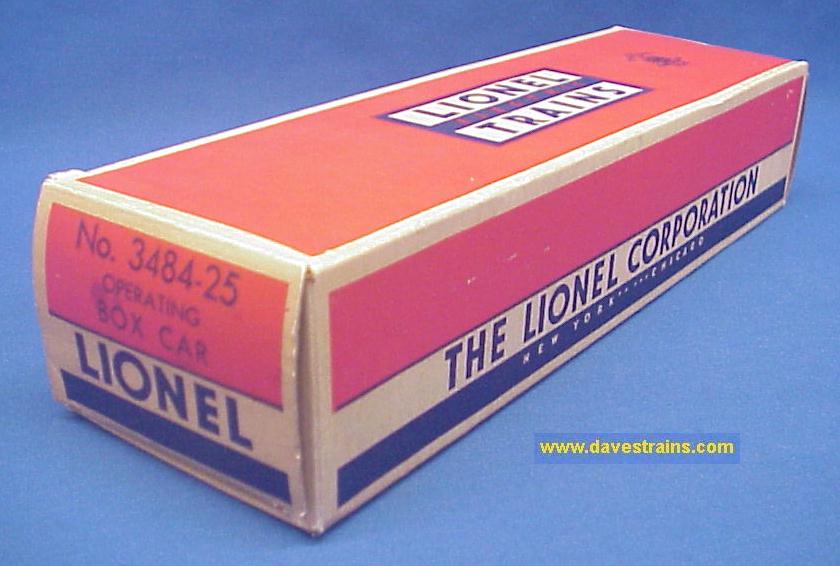 LIONEL
TRAINS
No. 3484-25
OPERATING
BOX CAR
LIONEL
THE LIONEL CORPORATION
NEW YORK·····CHICAGO
www.davestrains.com